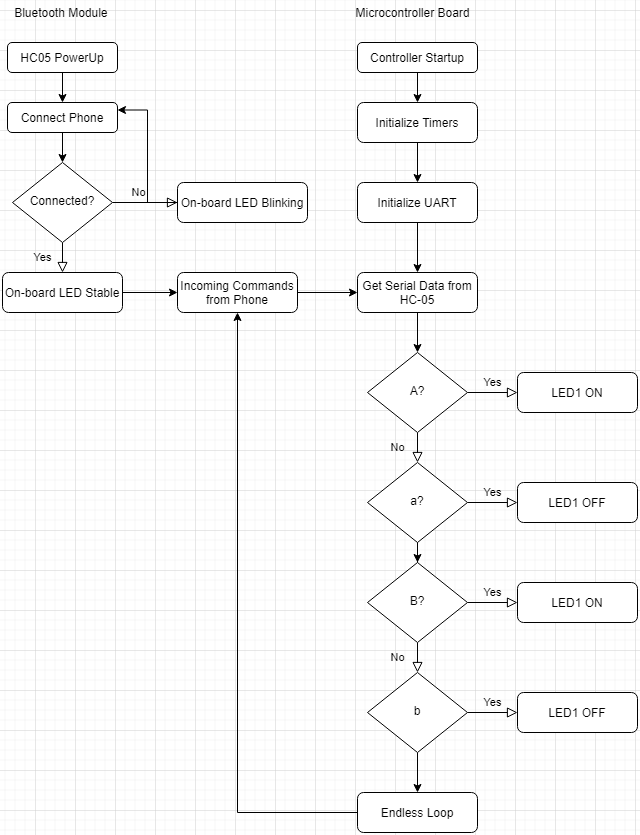 Bluetooth Module
Microcontroller Board
HC05 PowerUp
Controller Startup
Connect Phone
Initialize Timers
Connected?
No
On-board LED Blinking
Initialize UART
Yes
On-board LED Stable
Incoming Commands
from Phone
Get Serial Data from
HC-05
A?
Yes
LED1 ON
No
a?
Yes
LED1 OFF
B?
Yes
LED1 ON
No
b
Yes
LED1 OFF
Endless Loop